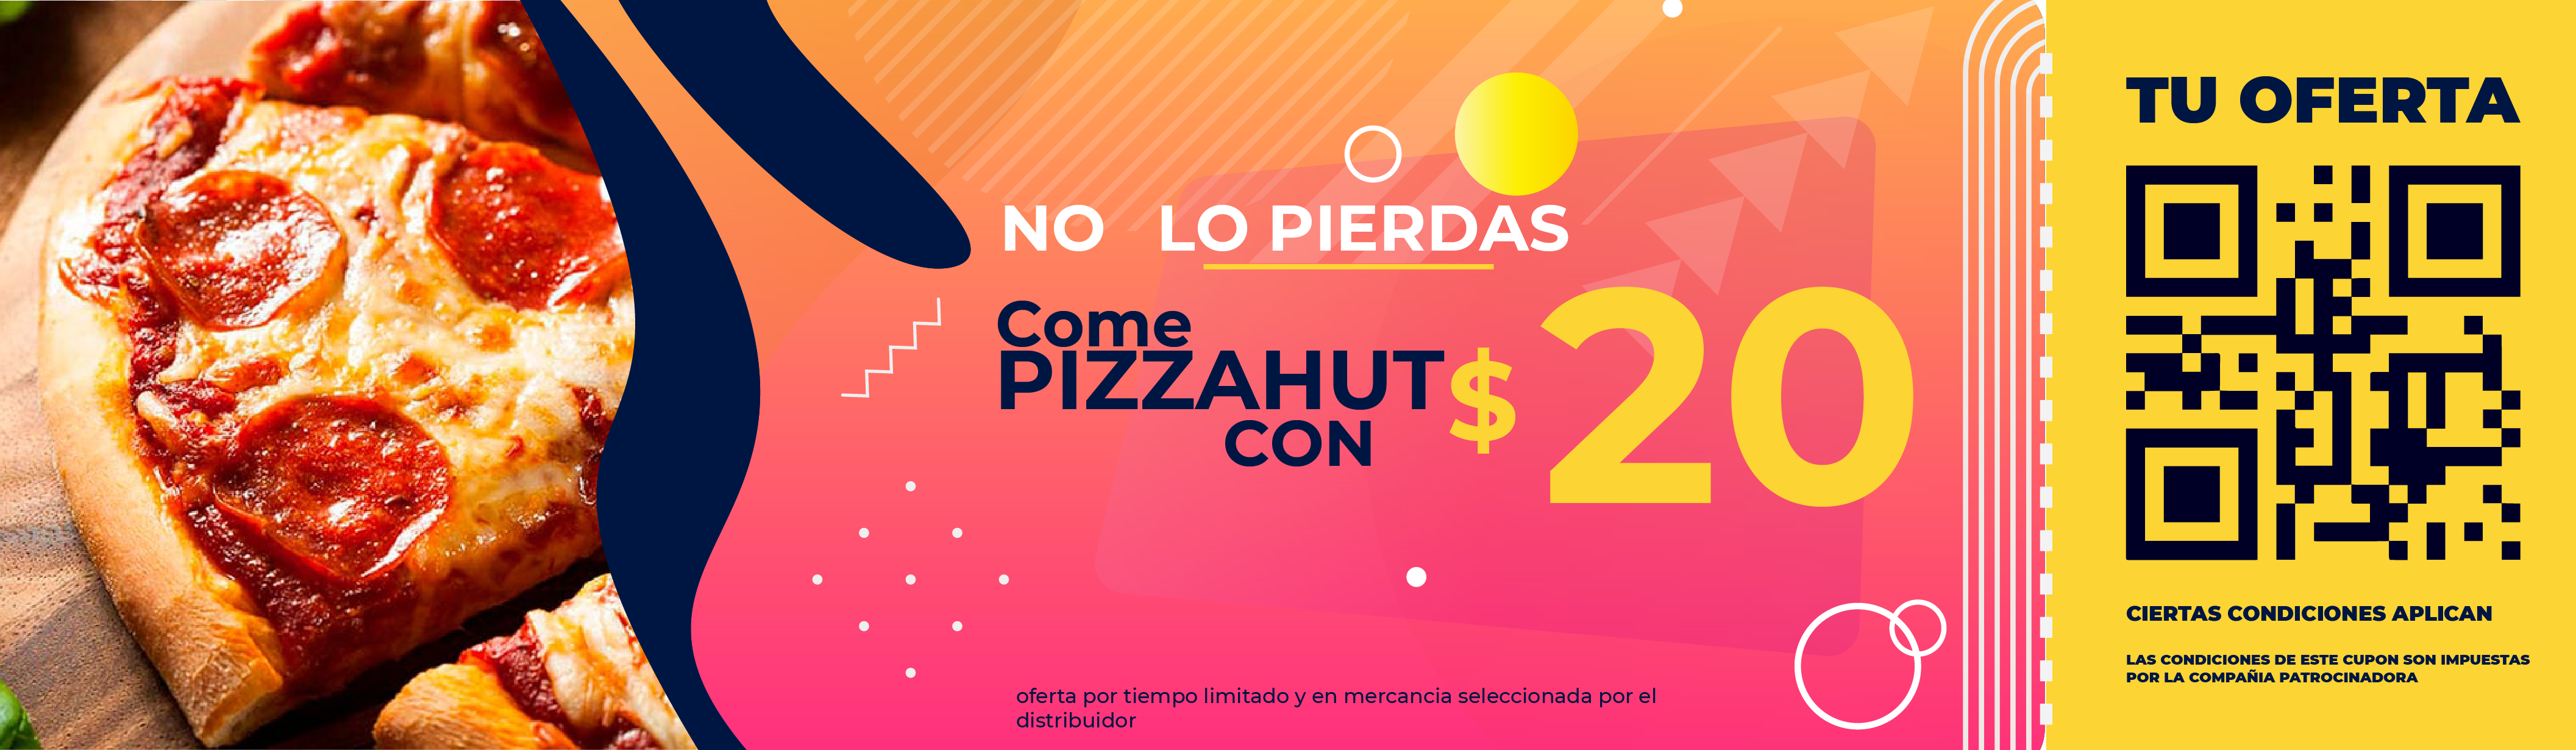 NO LO PIERDAS
Come
PIZZAHUT
CON
$20
oferta por tiempo limitado y en mercancia seleccionada por el
distribuidor
TU OFERTA
CIERTAS CONDICIONES APLICAN
LAS CONDICIONES DE ESTE CUPON SON IMPUESTAS
POR LA COMPAÑIA PATROCINADORA